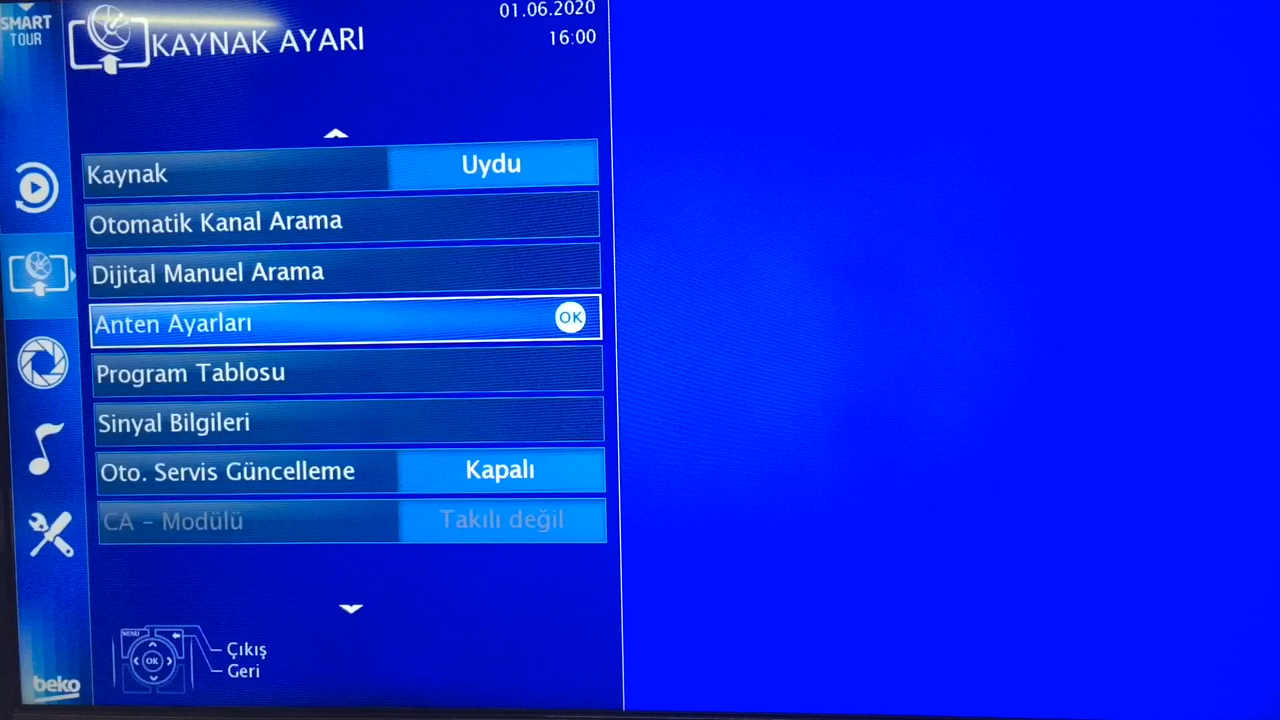 SMART
TOUR
KAYNAK AYARI
01.06.2020
16:00
Kaynak Uydu
Otomatik Kanal Arama
Dijital Manuel Arama
Anten Ayarları OK
Program Tablosu
Sinyal Bilgileri
Oto. Servis Güncelleme Kapalı
CA - Modülü Takılı değil
MENU
OK
Çıkış
Geri
beko